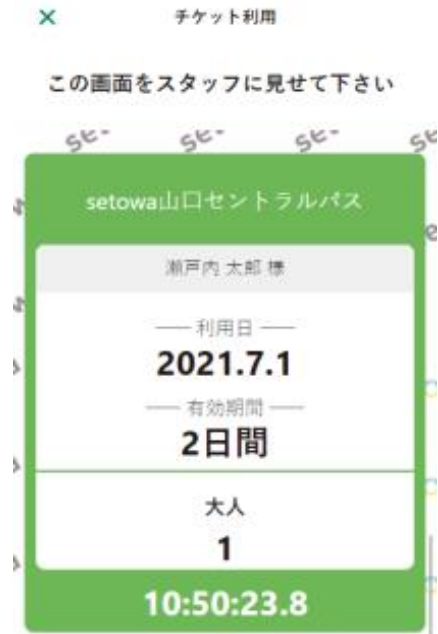 ×
チケット利用
この画面をスタッフに見せて下さい
setowa山口セントラルパス
瀬戸内 太郎 様
利用日
2021.7.1
有効期間
2日間
大人
1
10:50:23.8